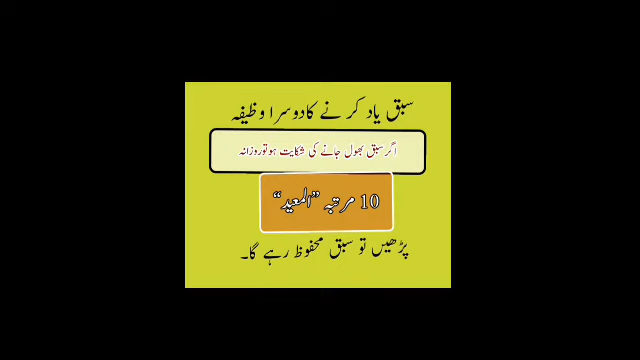 سبق یاد کرنے کا دوسرا وظیفہ
اگر سبق بھول جانے کی شکایت ہو تو روزانہ
10 مرتبہ ”المعید“
پڑھیں تو سبق محفوظ رہے گا۔